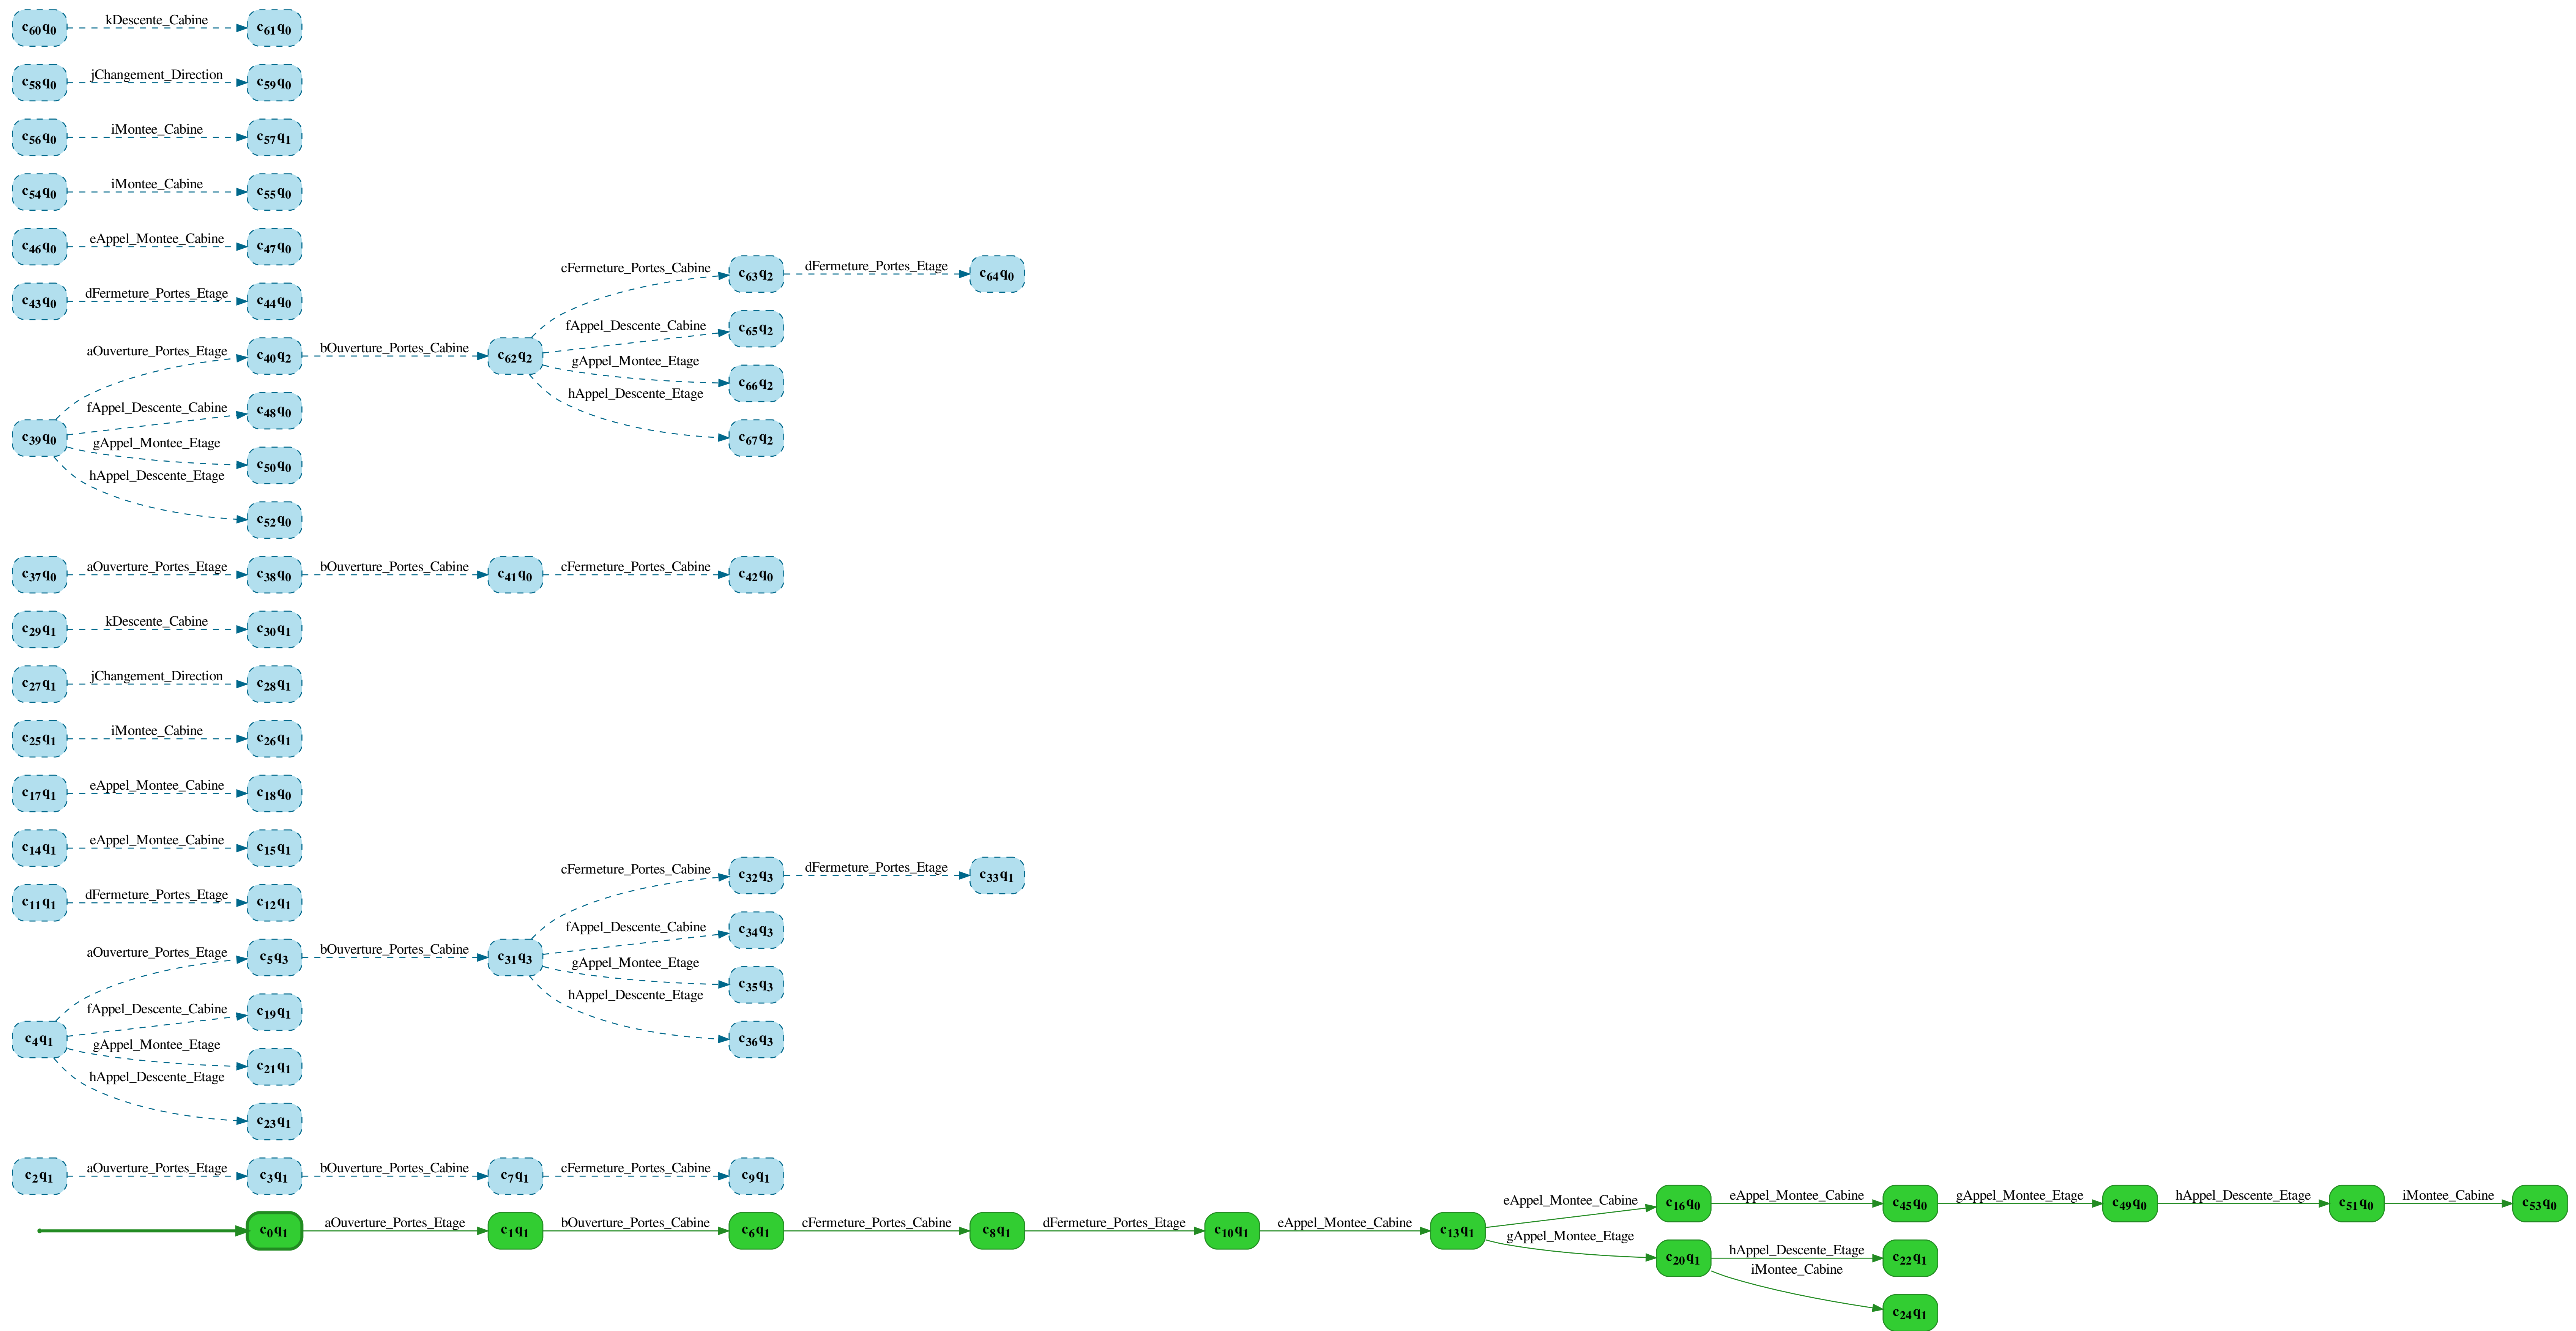 c60q0 kDescente_Cabine c61q0
c58q0 jChangement_Direction c59q0
c56q0 iMontee_Cabine c57q1
c54q0 iMontee_Cabine c55q0
c46q0 eAppel_Montee_Cabine c47q0
cFermeture_Portes_Cabine c63q2 dFermeture_Portes_Etage c64q0
c43q0 dFermeture_Portes_Etage c44q0
fAppel_Descente_Cabine c65q2
aOuverture_Portes_Etage c40q2 bOuverture_Portes_Cabine c62q2
gAppel_Montee_Etage c66q2
hAppel_Descente_Etage
fAppel_Descente_Cabine c48q0
c39q0 c67q2
gAppel_Montee_Etage c50q0
hAppel_Descente_Etage
c52q0
c37q0 aOuverture_Portes_Etage c38q0 bOuverture_Portes_Cabine c41q0 cFermeture_Portes_Cabine c42q0
c29q1 kDescente_Cabine c30q1
c27q1 jChangement_Direction c28q1
c25q1 iMontee_Cabine c26q1
c17q1 eAppel_Montee_Cabine c18q0
c14q1 eAppel_Montee_Cabine c15q1
cFermeture_Portes_Cabine c32q3 dFermeture_Portes_Etage c33q1
c11q1 dFermeture_Portes_Etage c12q1
fAppel_Descente_Cabine c34q3
aOuverture_Portes_Etage c5q3 bOuverture_Portes_Cabine c31q3
gAppel_Montee_Etage c35q3
hAppel_Descente_Etage
fAppel_Descente_Cabine c19q1
c4q1 c36q3
gAppel_Montee_Etage c21q1
hAppel_Descente_Etage
c23q1
c2q1 aOuverture_Portes_Etage c3q1 bOuverture_Portes_Cabine c7q1 cFermeture_Portes_Cabine c9q1
eAppel_Montee_Cabine c16q0 eAppel_Montee_Cabine c45q0 gAppel_Montee_Etage c49q0 hAppel_Descente_Etage c51q0 iMontee_Cabine c53q0
c0q1 aOuverture_Portes_Etage c1q1 bOuverture_Portes_Cabine c6q1 cFermeture_Portes_Cabine c8q1 dFermeture_Portes_Etage c10q1 eAppel_Montee_Cabine c13q1
gAppel_Montee_Etage c20q1 hAppel_Descente_Etage c22q1
iMontee_Cabine
c24q1